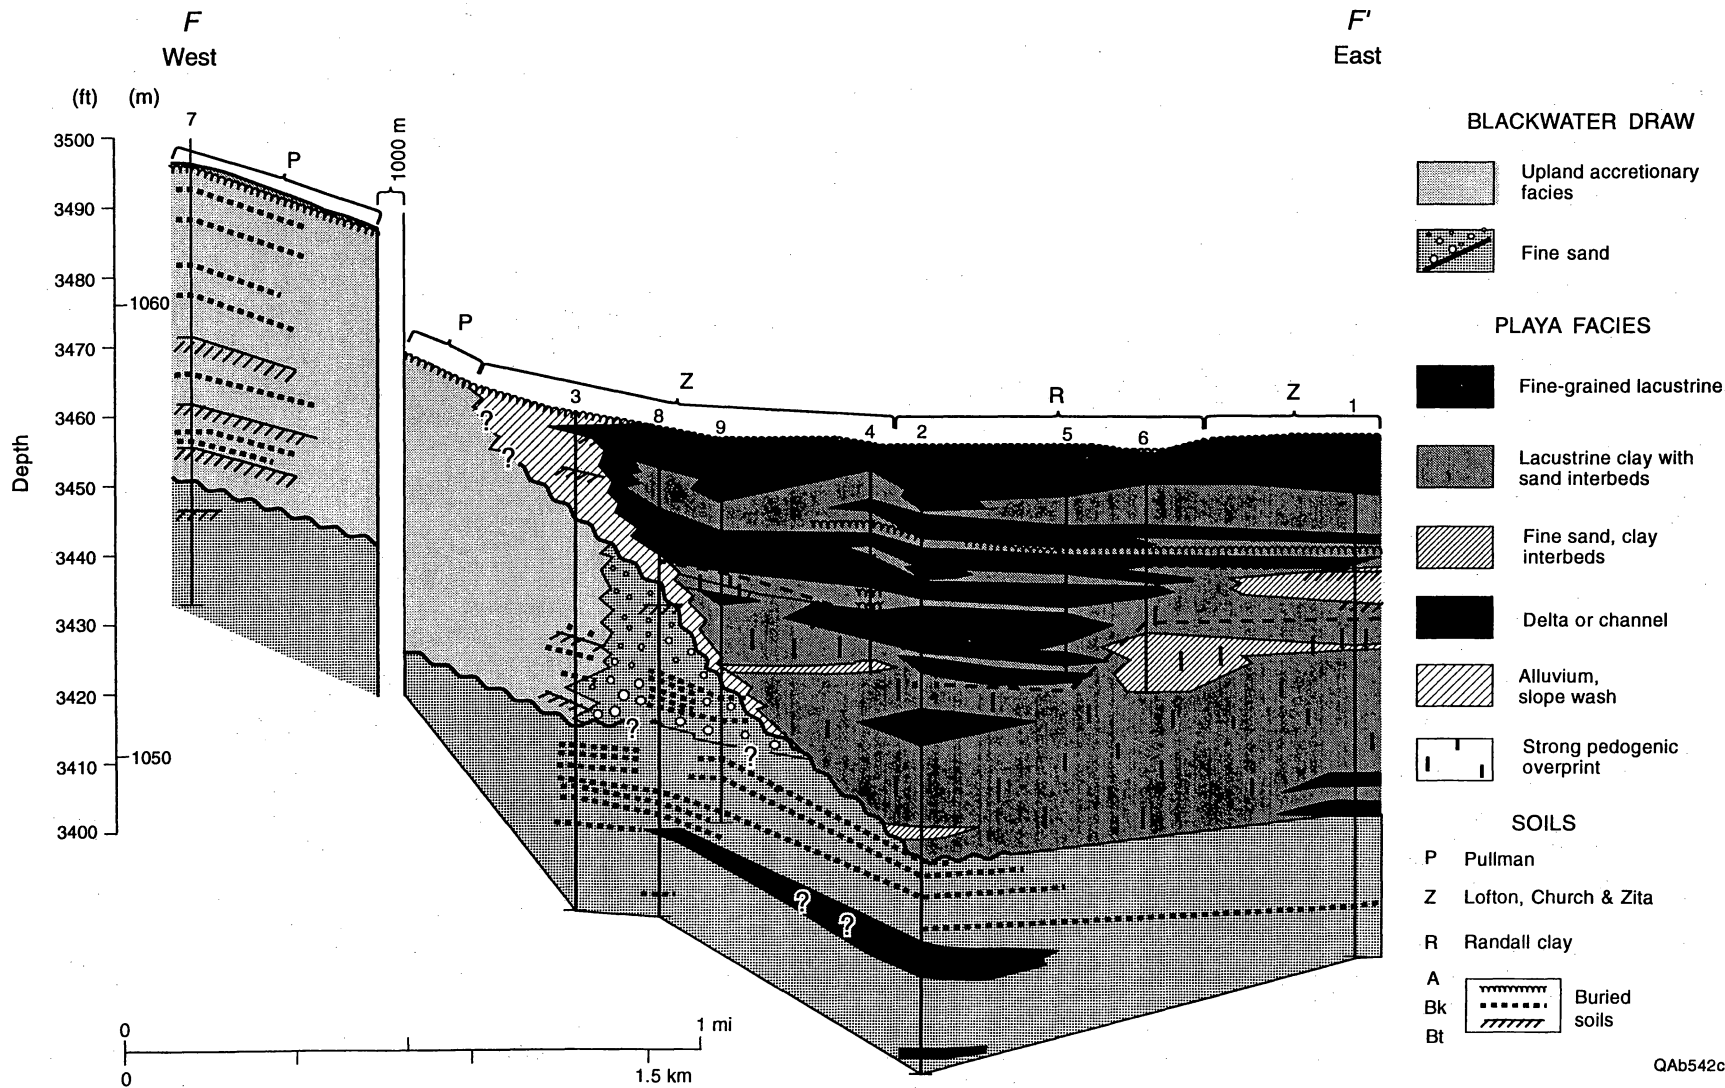 F
West
F'
East
(ft) (m)
Depth
3500
3490
3480
3470
3460
3450
3440
3430
3420
3410
3400
1060
1050
7
P
1000 m
P
Z
R
Z
3
8
9
4
2
5
6
1
?
?
?
?
?
?
0
1 mi
0
1.5 km
BLACKWATER DRAW
Upland accretionary
facies
Fine sand
PLAYA FACIES
Fine-grained lacustrine
Lacustrine clay with
sand interbeds
Fine sand, clay
interbeds
Delta or channel
Alluvium,
slope wash
Strong pedogenic
overprint
SOILS
P Pullman
Z Lofton, Church & Zita
R Randall clay
A
Bk
Bt
Buried
soils
QAb542c